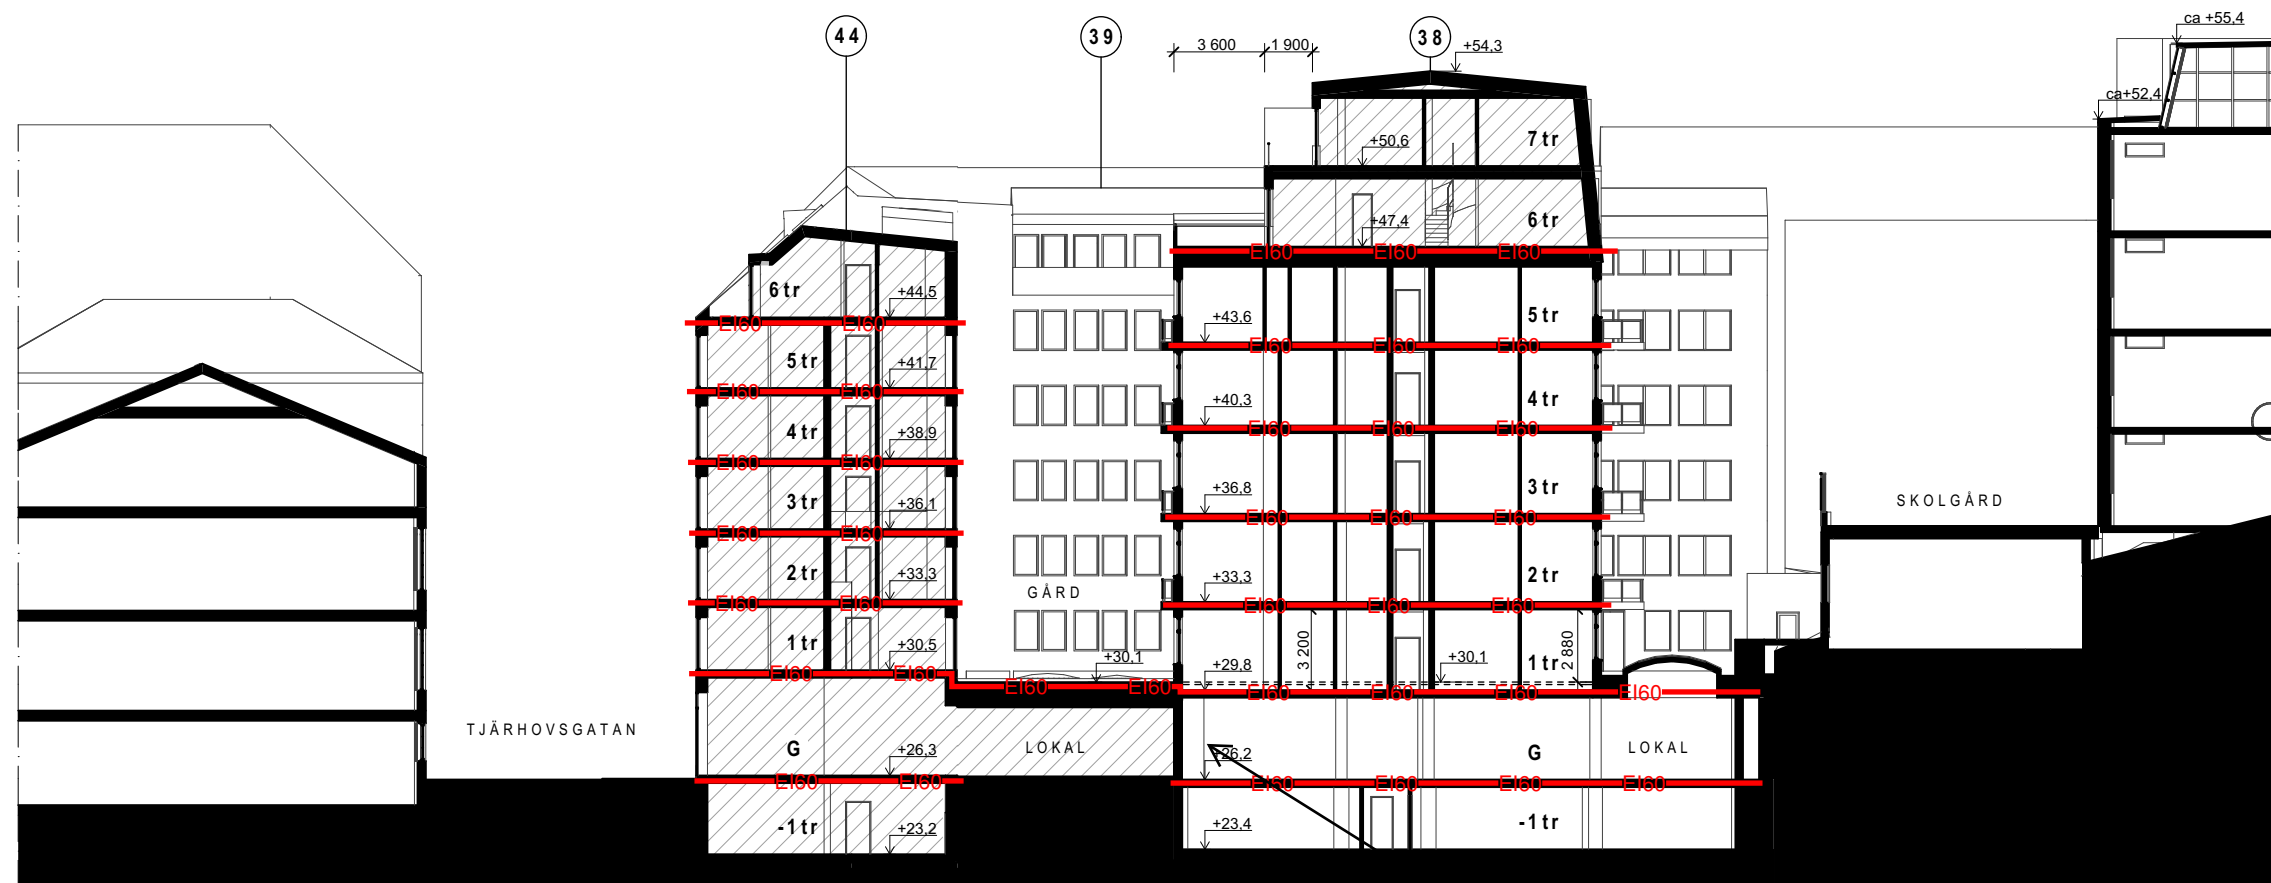 44
39
38
3 600
1 900
+54,3
ca +55,4
ca+52,4
7 tr
+50,6
6 tr
+47,4
EI60 EI60 EI60
6 tr
+44,5
EI60 EI60
5 tr
+43,6
EI60 EI60 EI60
5 tr
+41,7
EI60 EI60
4 tr
+40,3
EI60 EI60 EI60
4 tr
+38,9
EI60 EI60
3 tr
+36,8
EI60 EI60 EI60
SKOLGÅRD
3 tr
+36,1
EI60 EI60
2 tr
+33,3
EI60 EI60
GÅRD
2 tr
+33,3
EI60 EI60 EI60
1 tr
+30,5
EI60 EI60
+30,1
EI60 EI60
3 200
+29,8
+30,1
1 tr
2 880
EI60 EI60 EI60 EI60
TJÄRHOVSGATAN
G
+26,3
LOKAL
EI60 EI60
+26,2
G
LOKAL
EI60 EI60 EI60 EI60
-1 tr
+23,2
+23,4
-1 tr